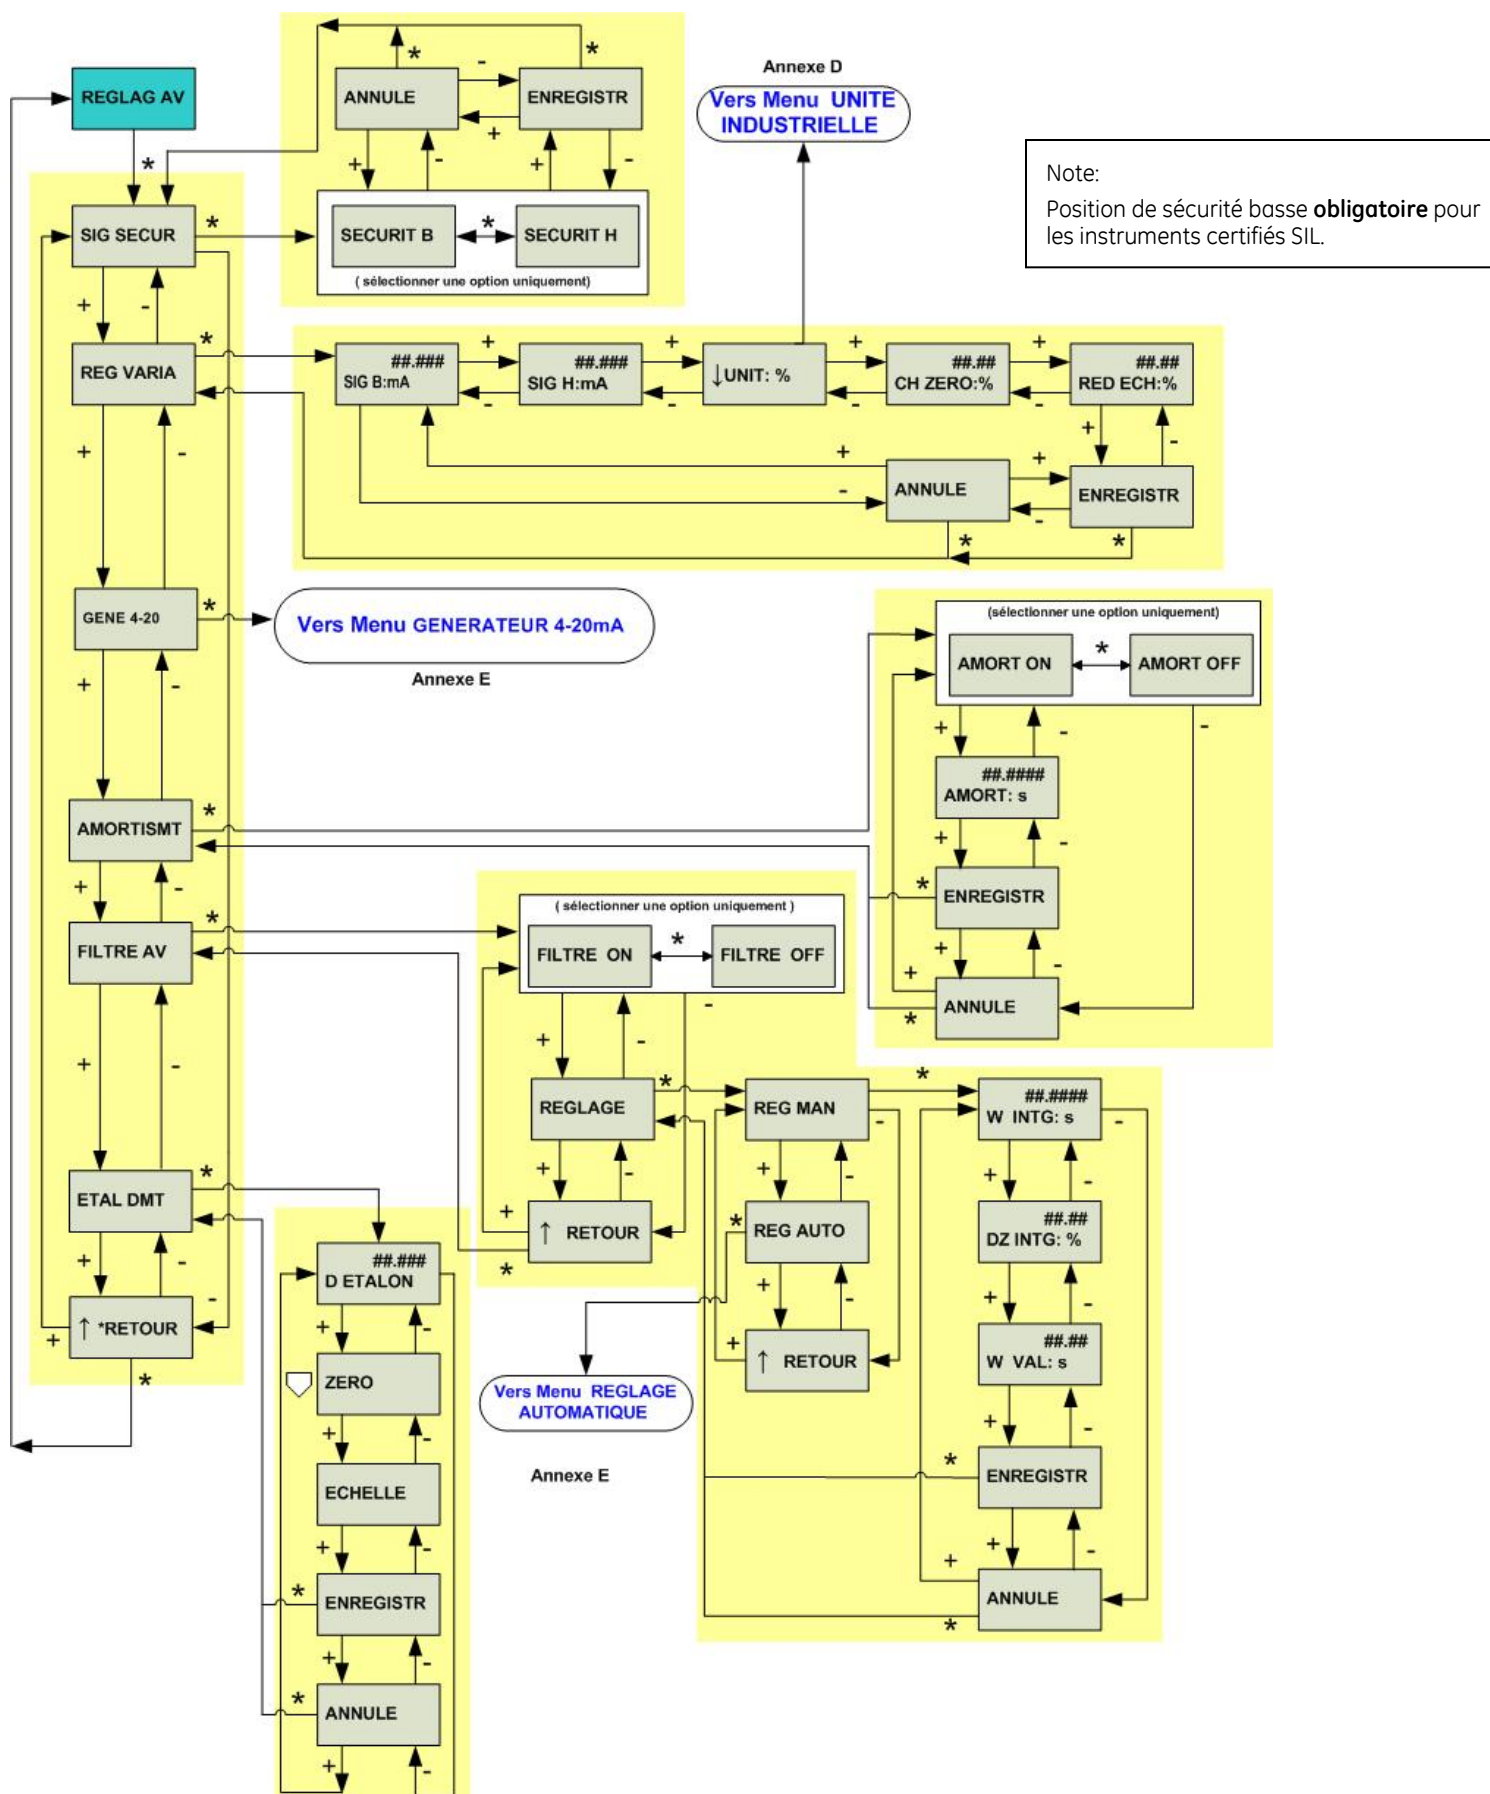 REGLAG AV
*
ANNULE
ENREGISTR
*
*
-
+
+
-
+
-
SECURIT B
*
SECURIT H
( sélectionner une option uniquement)
Annexe D
Vers Menu UNITE
INDUSTRIELLE
Note:
Position de sécurité basse obligatoire pour
les instruments certifiés SIL.
SIG SECUR
*
+
-
REG VARIA
*
##.###
SIG B:mA
+
-
##.###
SIG H:mA
+
-
↓UNIT: %
+
-
##.##
CH ZERO:%
+
-
##.##
RED ECH:%
+
-
+
-
ANNULE
+
-
ENREGISTR
*
*
+
-
GENE 4-20
*
Vers Menu GENERATEUR 4-20mA
Annexe E
+
-
AMORTISMT
*
(sélectionner une option uniquement)
AMORT ON
*
AMORT OFF
+
-
-
##.####
AMORT: s
+
-
*
ENREGISTR
+
-
+
*
ANNULE
+
-
FILTRE AV
*
( sélectionner une option uniquement )
FILTRE ON
*
FILTRE OFF
+
-
-
REGLAGE
*
+
-
+
↑ RETOUR
*
REG MAN
*
-
+
-
*
REG AUTO
+
-
+
↑ RETOUR
Vers Menu REGLAGE
AUTOMATIQUE
Annexe E
##.####
W INTG: s
-
+
-
##.##
DZ INTG: %
+
-
##.##
W VAL: s
+
-
*
ENREGISTR
+
-
+
ANNULE
*
+
-
ETAL DMT
*
+
-
-
+
↑ *RETOUR
*
##.###
D ETALON
+
-
ZERO
+
-
ECHELLE
+
-
*
ENREGISTR
+
-
*
ANNULE
+
-